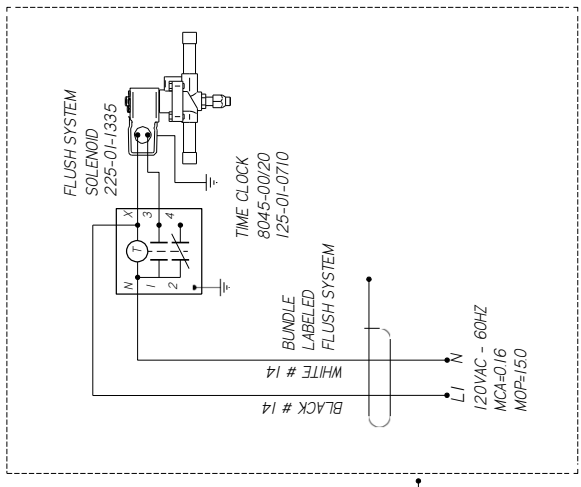 FLUSH SYSTEM
SOLENOID
225-01-1335
TIME CLOCK
8045-00/20
125-01-0710
X
3
4
T
N
1
2
BUNDLE
LABELED
FLUSH SYSTEM
WHITE # 14
BLACK # 14
N
L1
120VAC - 60HZ
MCA=0.16
MOP=15.0